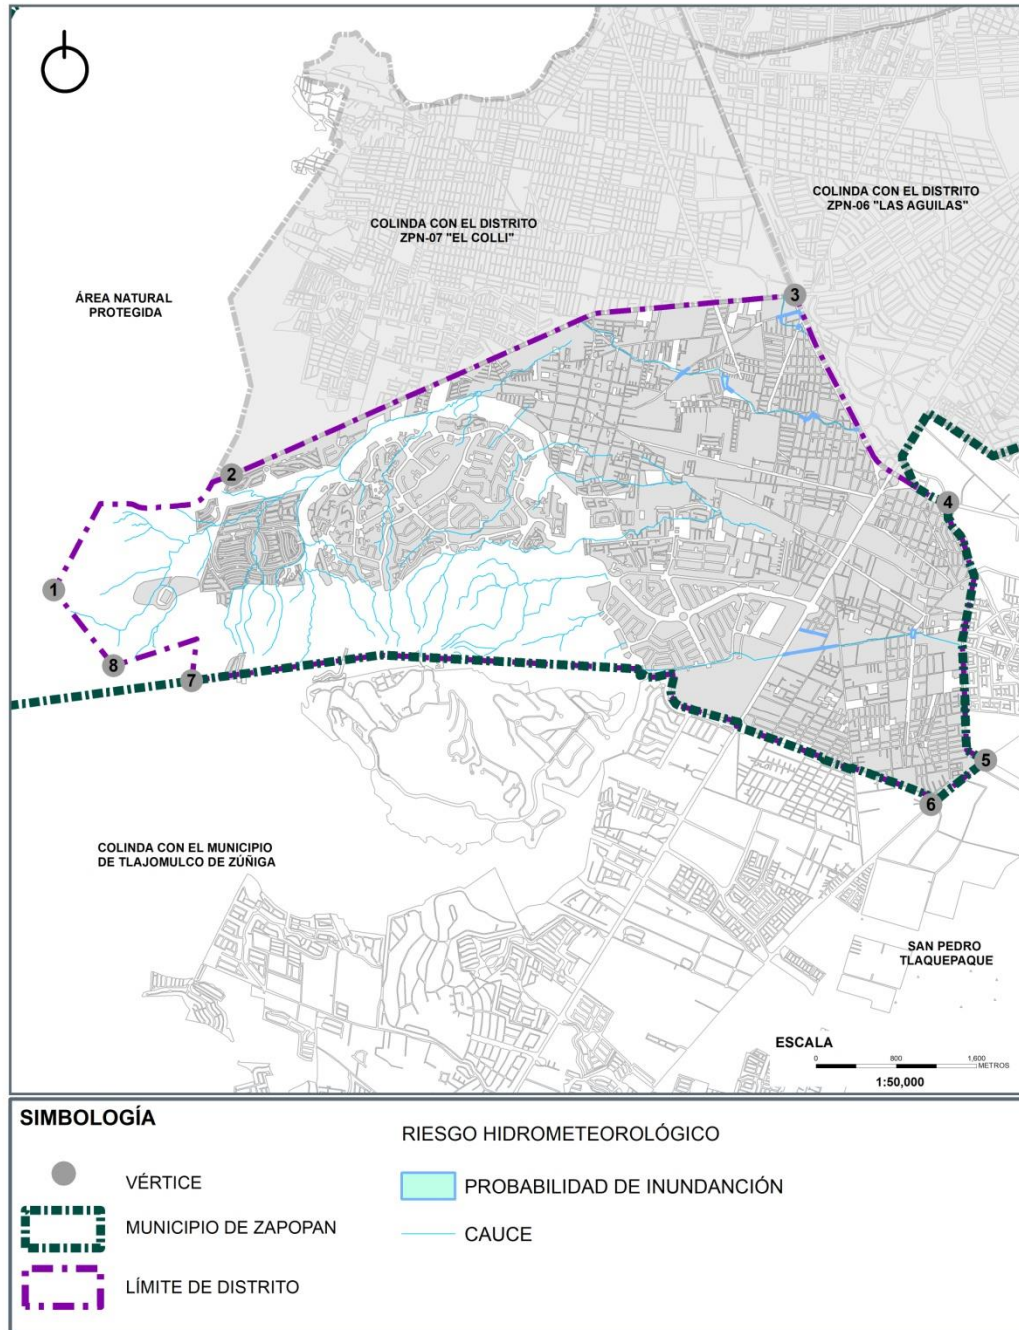 COLINDA CON EL DISTRITO
ZPN-06 "LAS AGUILAS"
COLINDA CON EL DISTRITO
ZPN-07 "EL COLLI"
ÁREA NATURAL
PROTEGIDA
3
2
4
1
8
7
5
6
COLINDA CON EL MUNICIPIO
DE TLAJOMULCO DE ZÚÑIGA
SAN PEDRO
TLAQUEPAQUE
ESCALA
0 800 1,600
METROS
1:50,000
SIMBOLOGÍA
VÉRTICE
MUNICIPIO DE ZAPOPAN
LÍMITE DE DISTRITO
RIESGO HIDROMETEOROLÓGICO
PROBABILIDAD DE INUNDANCIÓN
CAUCE